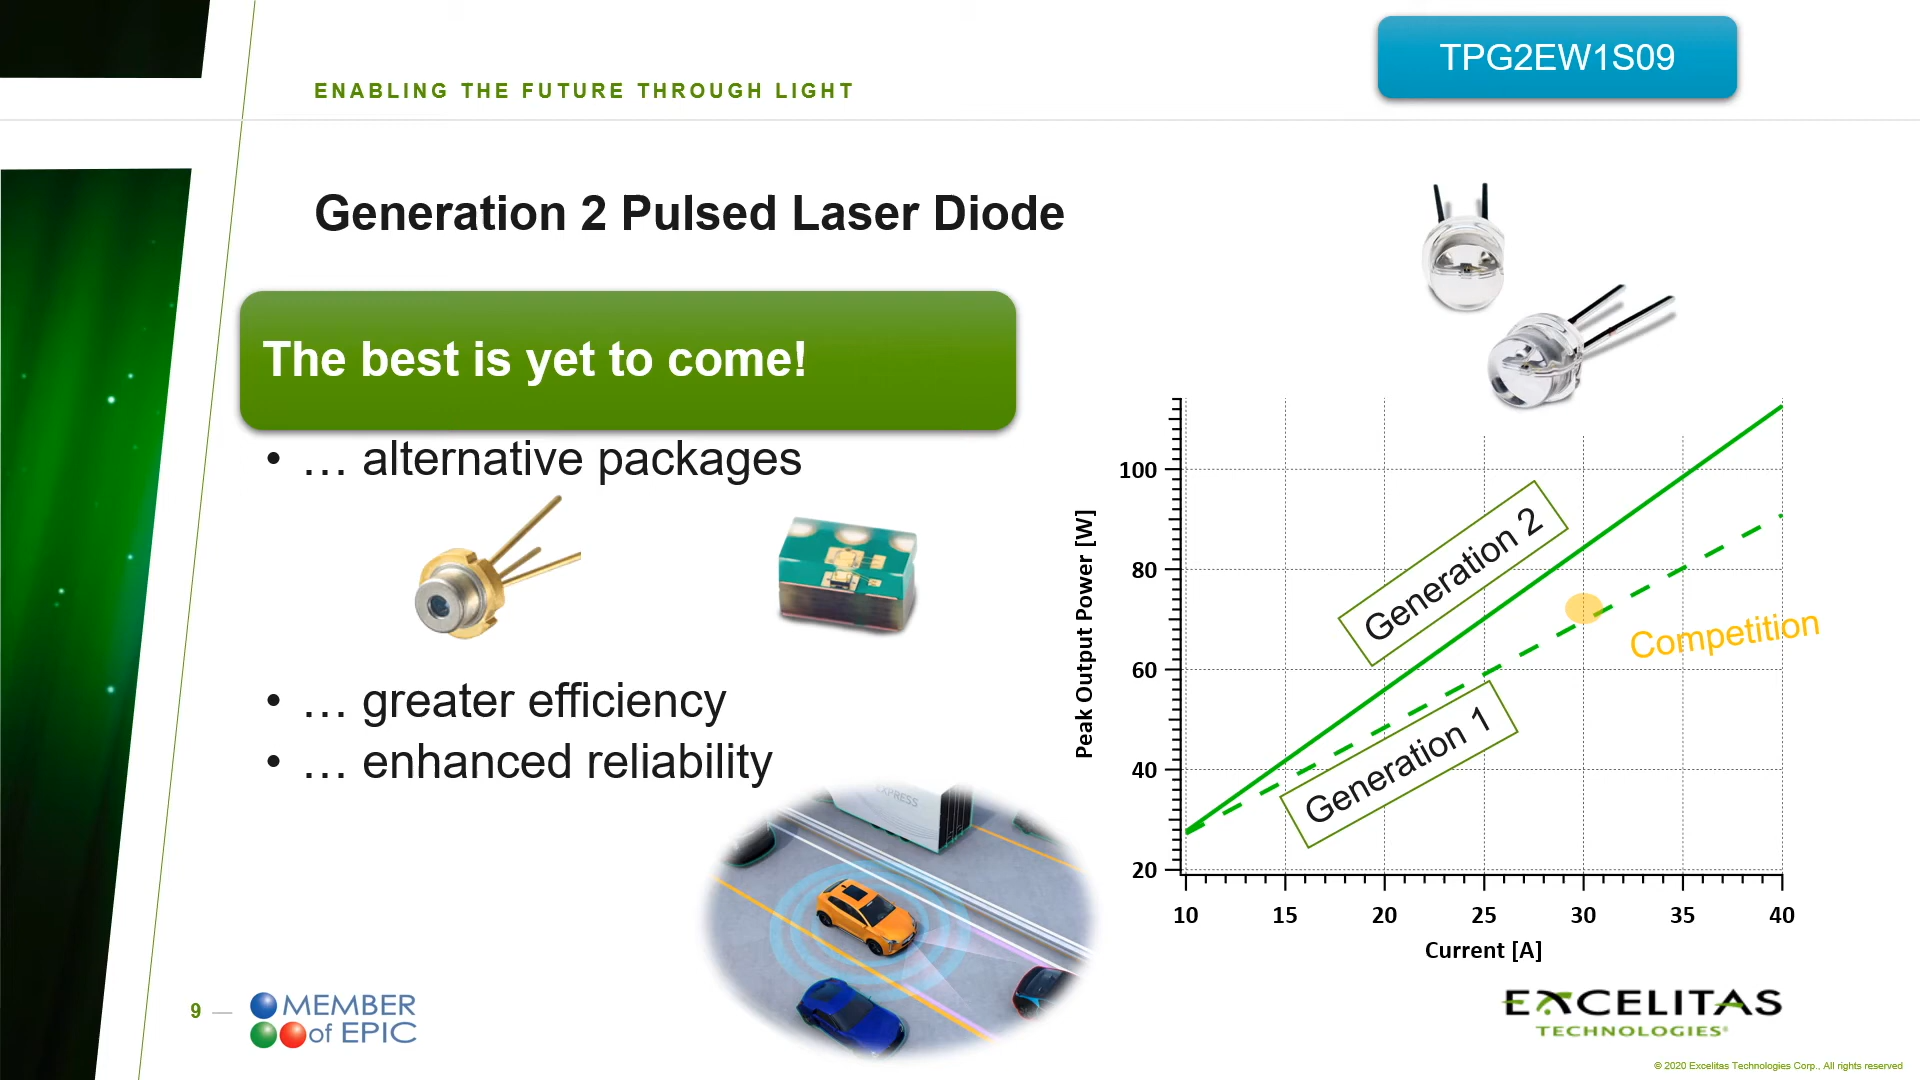 TPG2EW1S09
ENABLING THE FUTURE THROUGH LIGHT
Generation 2 Pulsed Laser Diode
The best is yet to come!
• … alternative packages
• … greater efficiency
• … enhanced reliability
EXPRESS
Peak Output Power [W]
100
80
60
40
20
Generation 2
Competition
Generation 1
10 15 20 25 30 35 40
Current [A]
9
MEMBER
of EPIC
EXCELITAS
TECHNOLOGIES®
© 2020 Excelitas Technologies Corp., All rights reserved